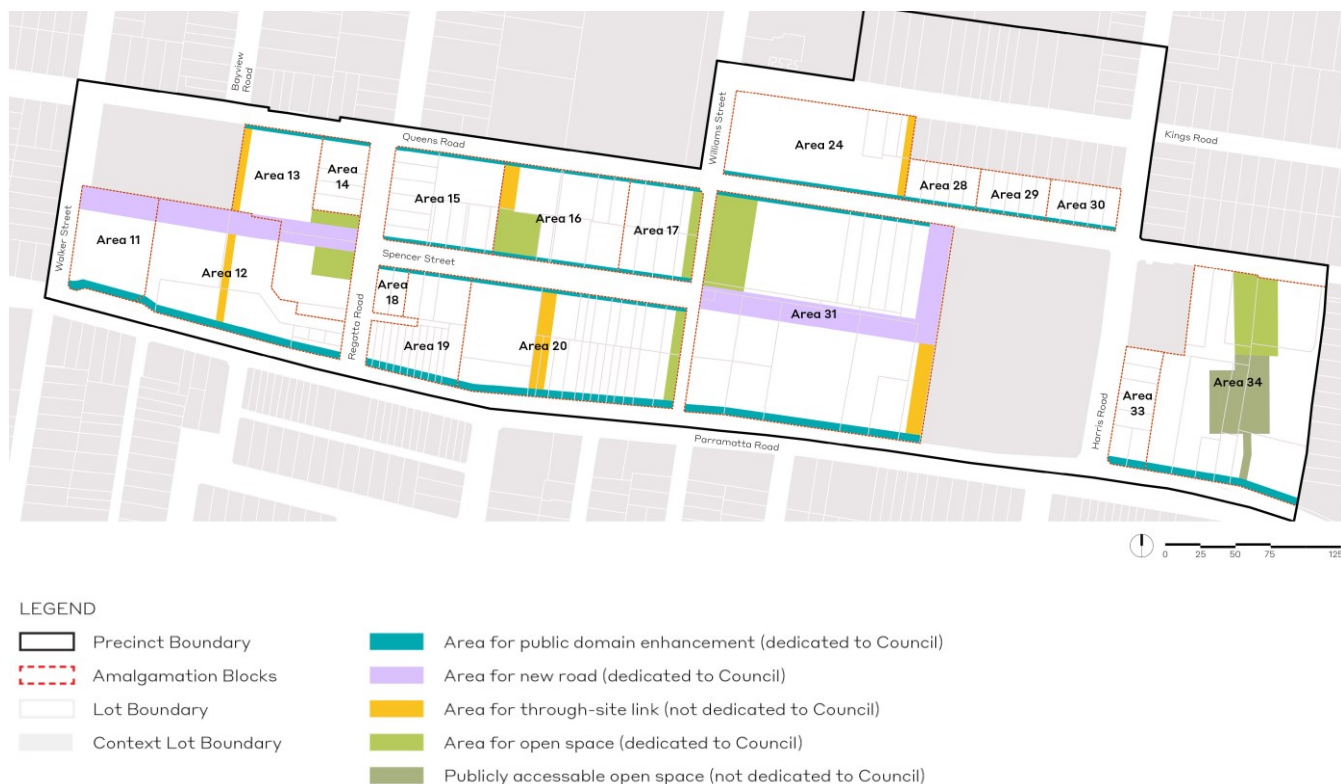 Bayview
Road
Queens Road
Williams Street
Kings Road
Area 24
Area 13
Area
14
Area 15
Area 16
Area 17
Area 28
Area 29
Area 30
Walker Street
Area 11
Area 12
Spencer Street
Area
18
Regatta Road
Area 19
Area 20
Area 31
Area 34
Area
33
Harris Road
Parramatta Road
0 25 50 75 125
LEGEND
Precinct Boundary
Amalgamation Blocks
Lot Boundary
Context Lot Boundary
Area for public domain enhancement (dedicated to Council)
Area for new road (dedicated to Council)
Area for through-site link (not dedicated to Council)
Area for open space (dedicated to Council)
Publicly accessable open space (not dedicated to Council)